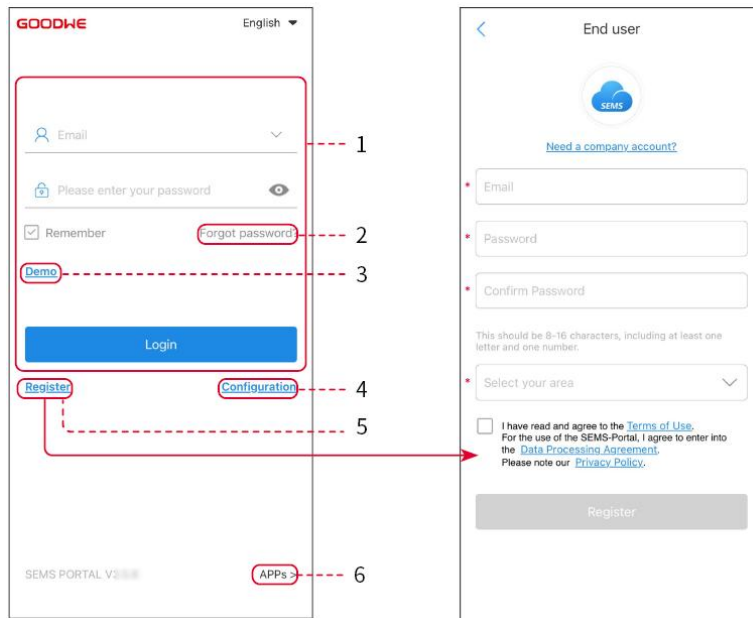 GOODWE
English
Email
1
Please enter your password
Remember
Forgot password?
2
Demo
3
Login
Register
Configuration
4
5
SEMS PORTAL
APPs >
6
End user
SEMS
Need a company account?
* Email
* Password
* Confirm Password
This should be 8-16 characters, including at least one
letter and one number.
* Select your area
I have read and agree to the Terms of Use.
For the use of the SEMS-Portal, I agree to enter into
the Data Processing Agreement.
Please note our Privacy Policy.
Register